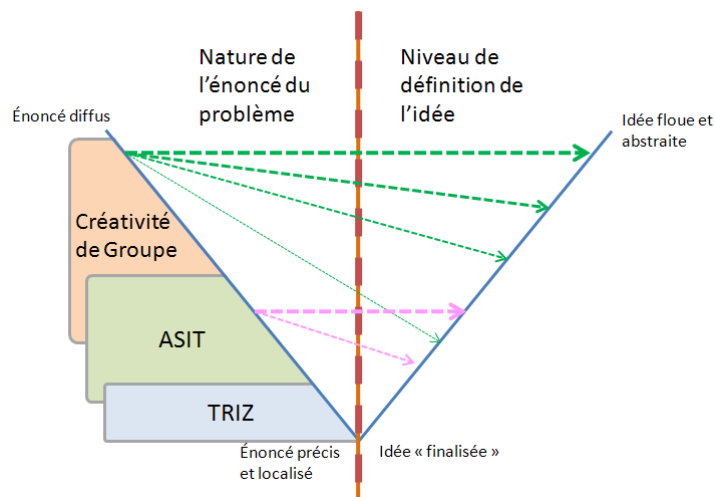 Nature de
l'énoncé du
problème
Niveau de
définition de
l'idée
Énoncé diffus
Idée floue et
abstraite
Créativité
de Groupe
ASIT
TRIZ
Énoncé précis
et localisé
Idée « finalisée »